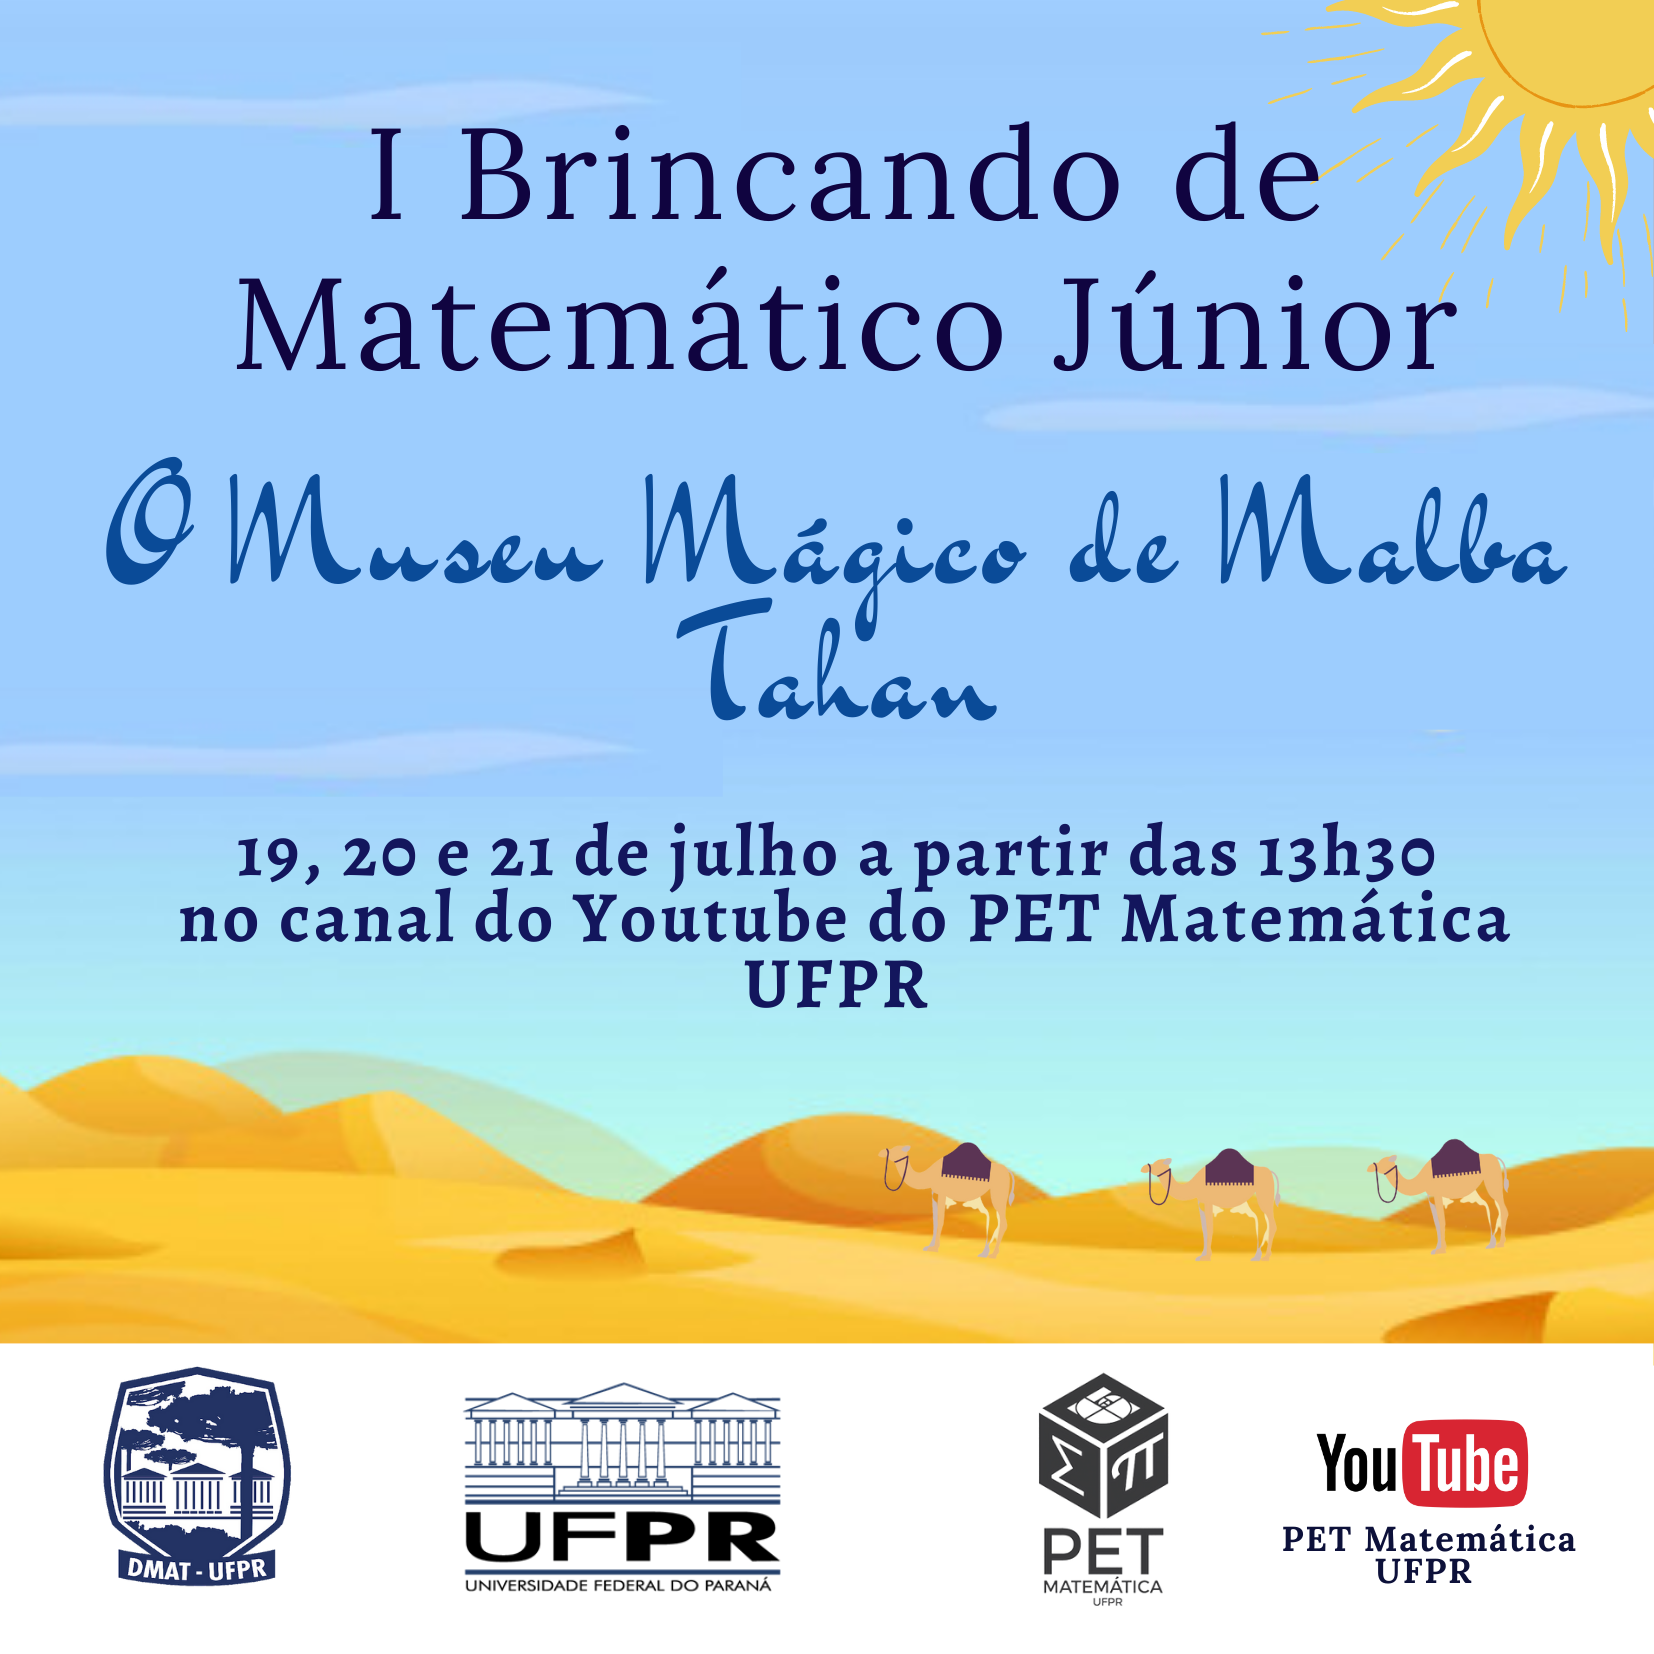 I Brincando de
Matemático Júnior
O Museu Mágico de Malba
Tahan
19, 20 e 21 de julho a partir das 13h30
no canal do Youtube do PET Matemática
UFPR
DMAT - UFPR
UFPR
UNIVERSIDADE FEDERAL DO PARANÁ
Σ π
PET
MATEMÁTICA
UFPR
YouTube
PET Matemática
UFPR